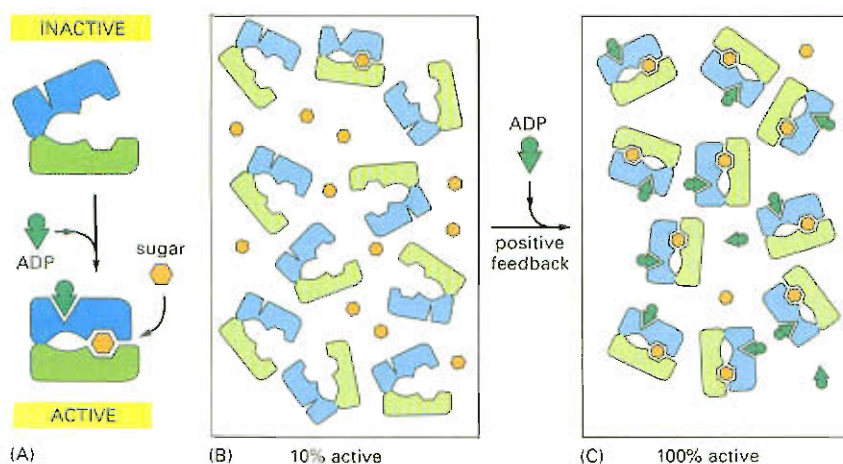 INACTIVE
ADP
sugar
ACTIVE
(A)
(B) 10% active
ADP
positive
feedback
(C) 100% active